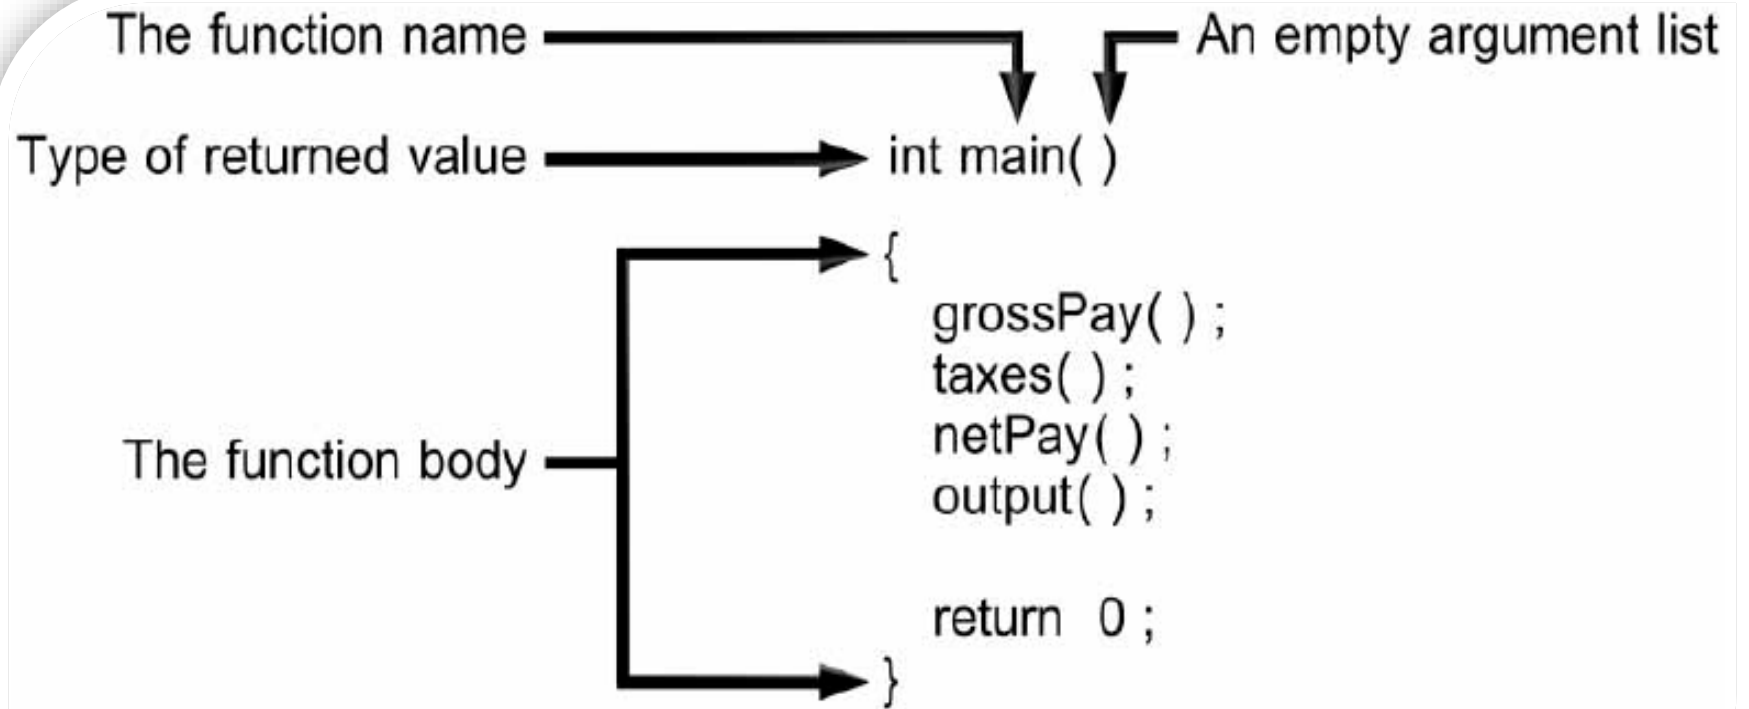 The function name
An empty argument list
Type of returned value
int main( )
{
grossPay( ) ;
taxes( ) ;
netPay( ) ;
The function body
output( ) ;
return 0 ;
}